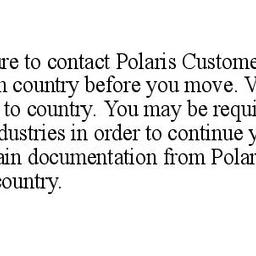 re to contact Polaris Custome
n country before you move. V
to country. You may be requi
dustries in order to continue y
ain documentation from Polar
country.